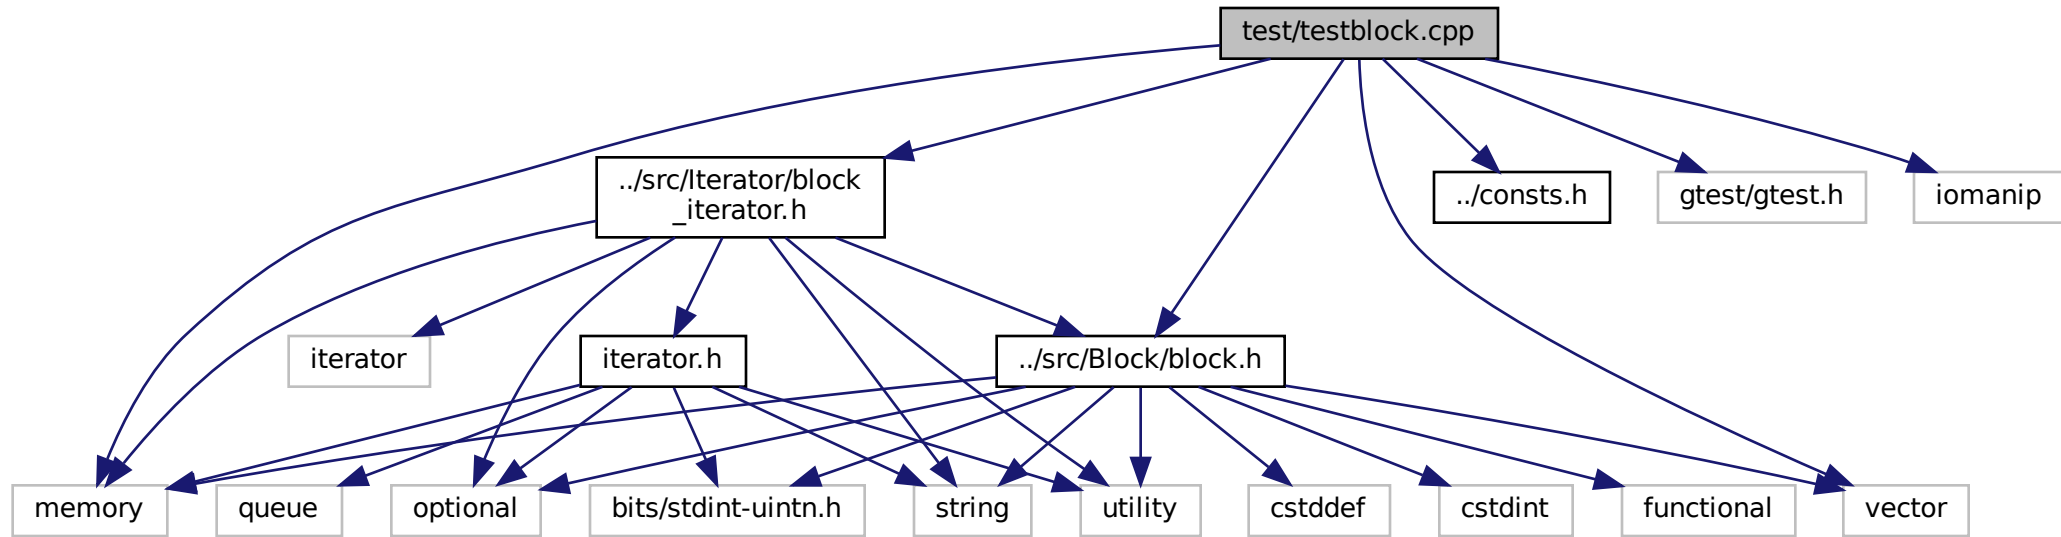 test/testblock.cpp
../src/Iterator/block
_iterator.h
../consts.h
gtest/gtest.h
iomanip
iterator
iterator.h
../src/Block/block.h
memory
queue
optional
bits/stdint-uintn.h
string
utility
cstddef
cstdint
functional
vector